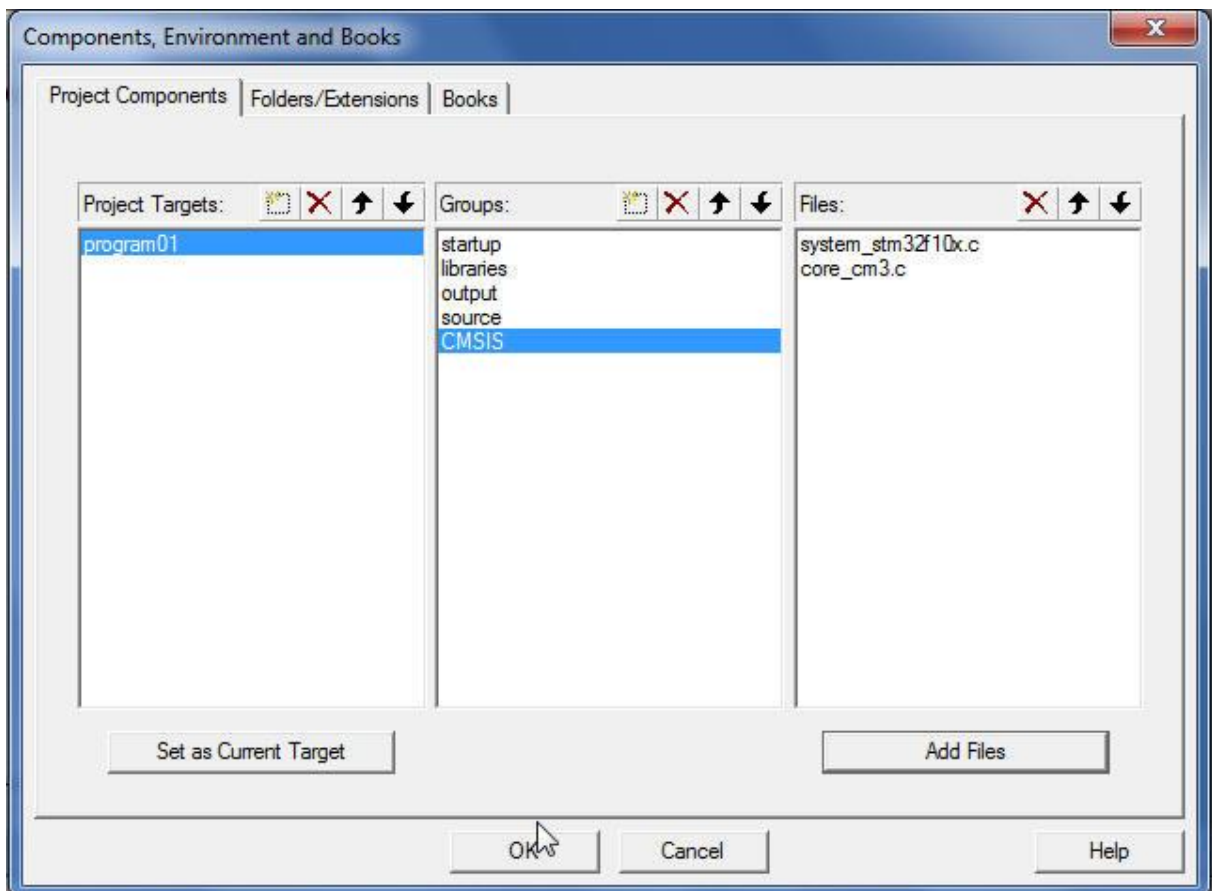 Components, Environment and Books
Project Components
Folders/Extensions
Books
Project Targets:
Groups:
Files:
program01
startup
libraries
output
source
CMSIS
system_stm32f10x.c
core_cm3.c
Set as Current Target
Add Files
OK
Cancel
Help